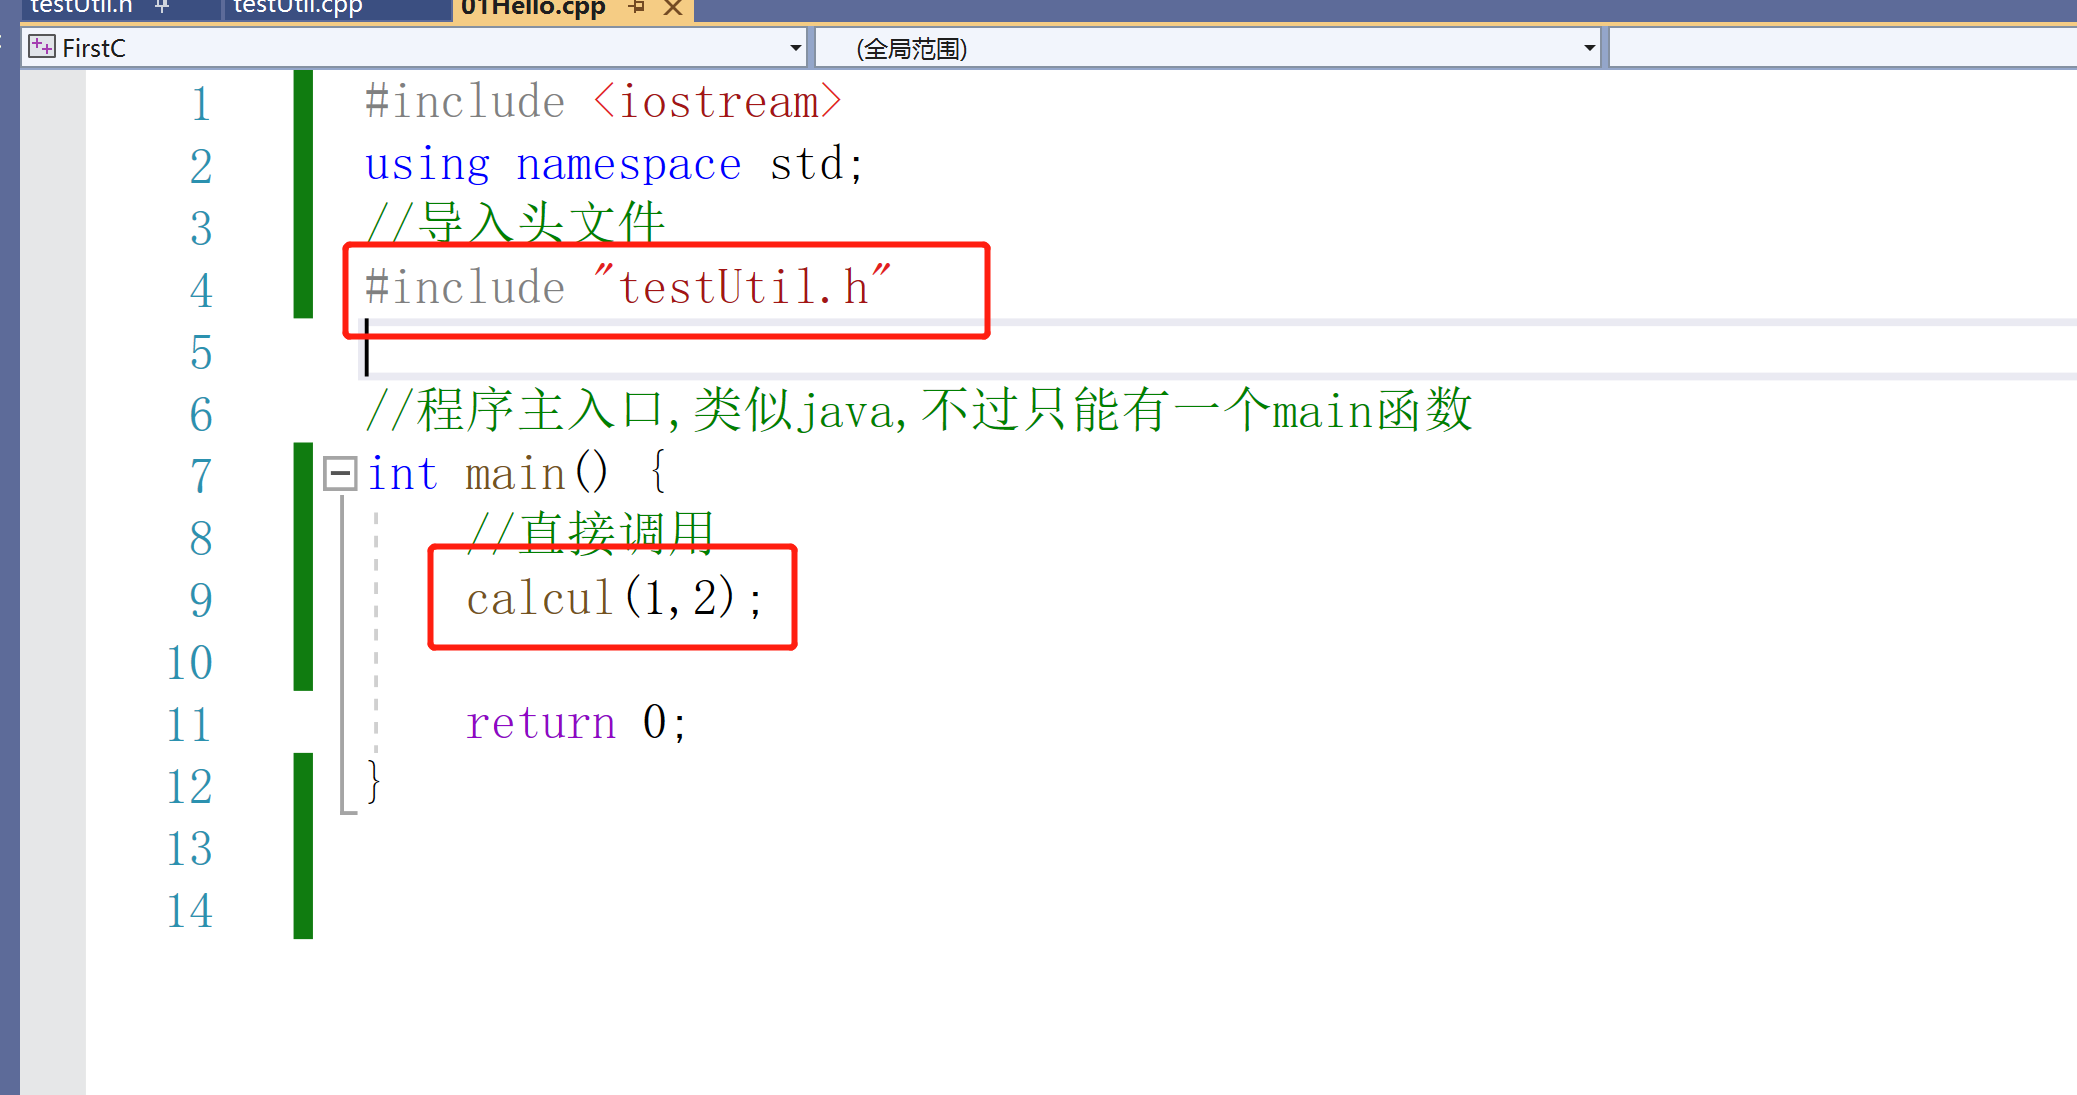 testUtil.h testUtil.cpp 01Hello.cpp
FirstC (全局范围)
1 #include <iostream>
2 using namespace std;
3 //导入头文件
4 #include "testUtil.h"
5
6 //程序主入口,类似java,不过只能有一个main函数
7 int main() {
8 //直接调用
9 calcul(1,2);
10
11 return 0;
12 }
13
14